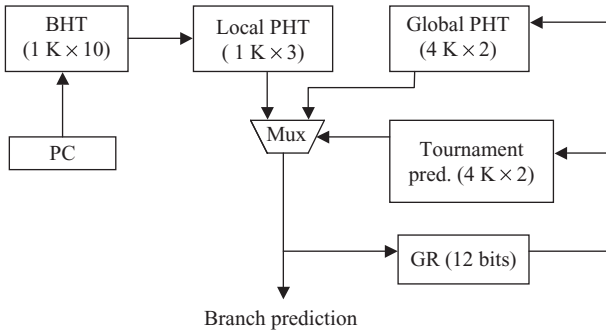 BHT
(1 K × 10)
Local PHT
( 1 K × 3)
Global PHT
(4 K × 2)
Mux
PC
Tournament
pred. (4 K × 2)
GR (12 bits)
Branch prediction